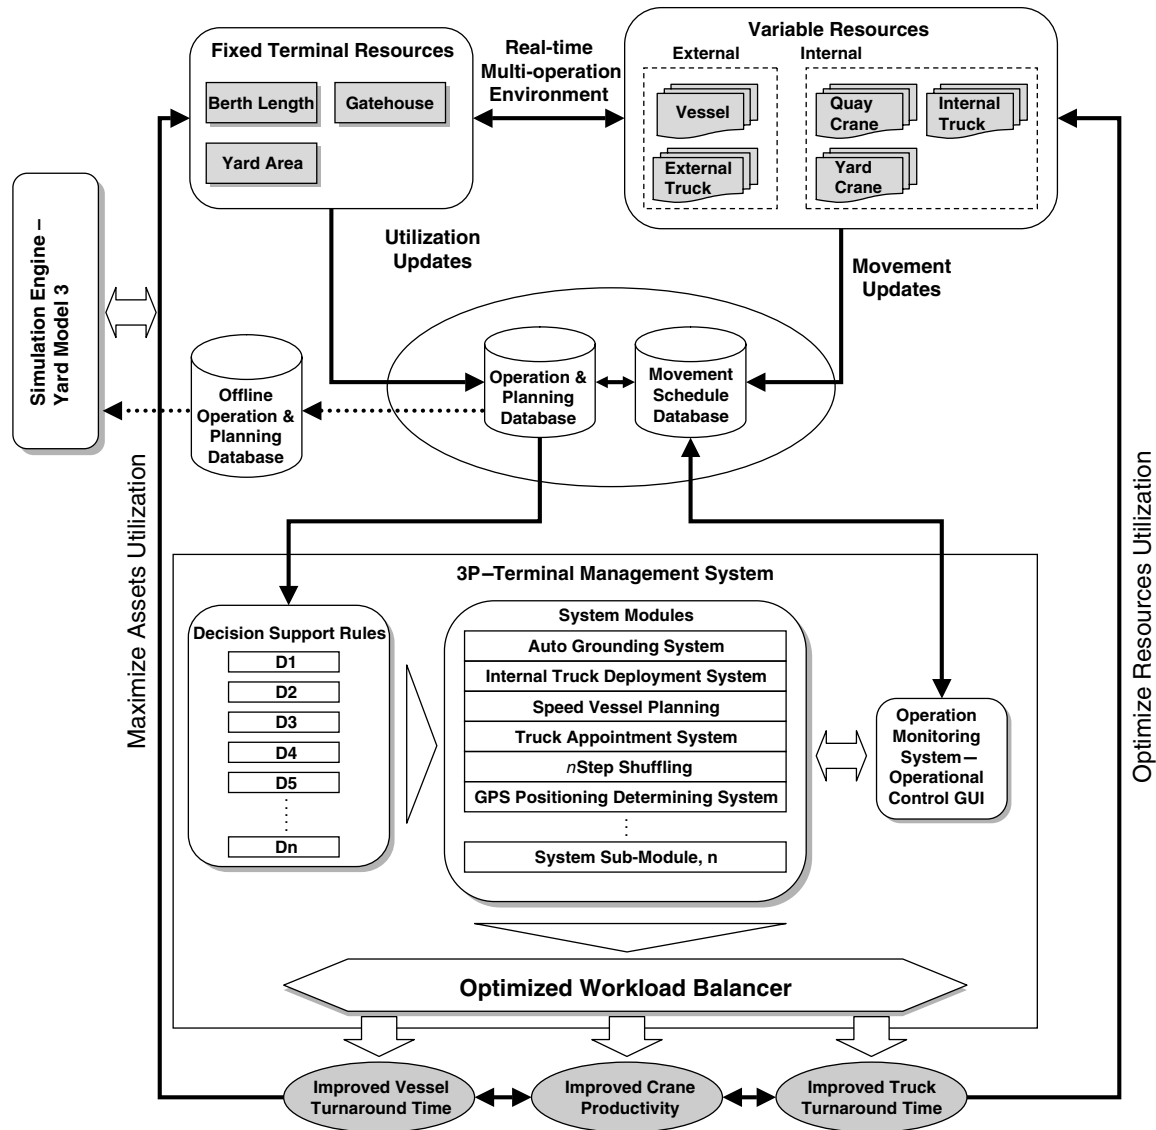 Fixed Terminal Resources
Berth Length
Gatehouse
Yard Area
Real-time
Multi-operation
Environment
Variable Resources
External
Internal
Vessel
External
Truck
Quay
Crane
Internal
Truck
Yard
Crane
Simulation Engine –
Yard Model 3
Utilization
Updates
Movement
Updates
Offline
Operation &
Planning
Database
Operation &
Planning
Database
Movement
Schedule
Database
Maximize Assets Utilization
Optimize Resources Utilization
3P–Terminal Management System
Decision Support Rules
D1
D2
D3
D4
D5
Dn
System Modules
Auto Grounding System
Internal Truck Deployment System
Speed Vessel Planning
Truck Appointment System
nStep Shuffling
GPS Positioning Determining System
System Sub-Module, n
Operation
Monitoring
System—
Operational
Control GUI
Optimized Workload Balancer
Improved Vessel
Turnaround Time
Improved Crane
Productivity
Improved Truck
Turnaround Time